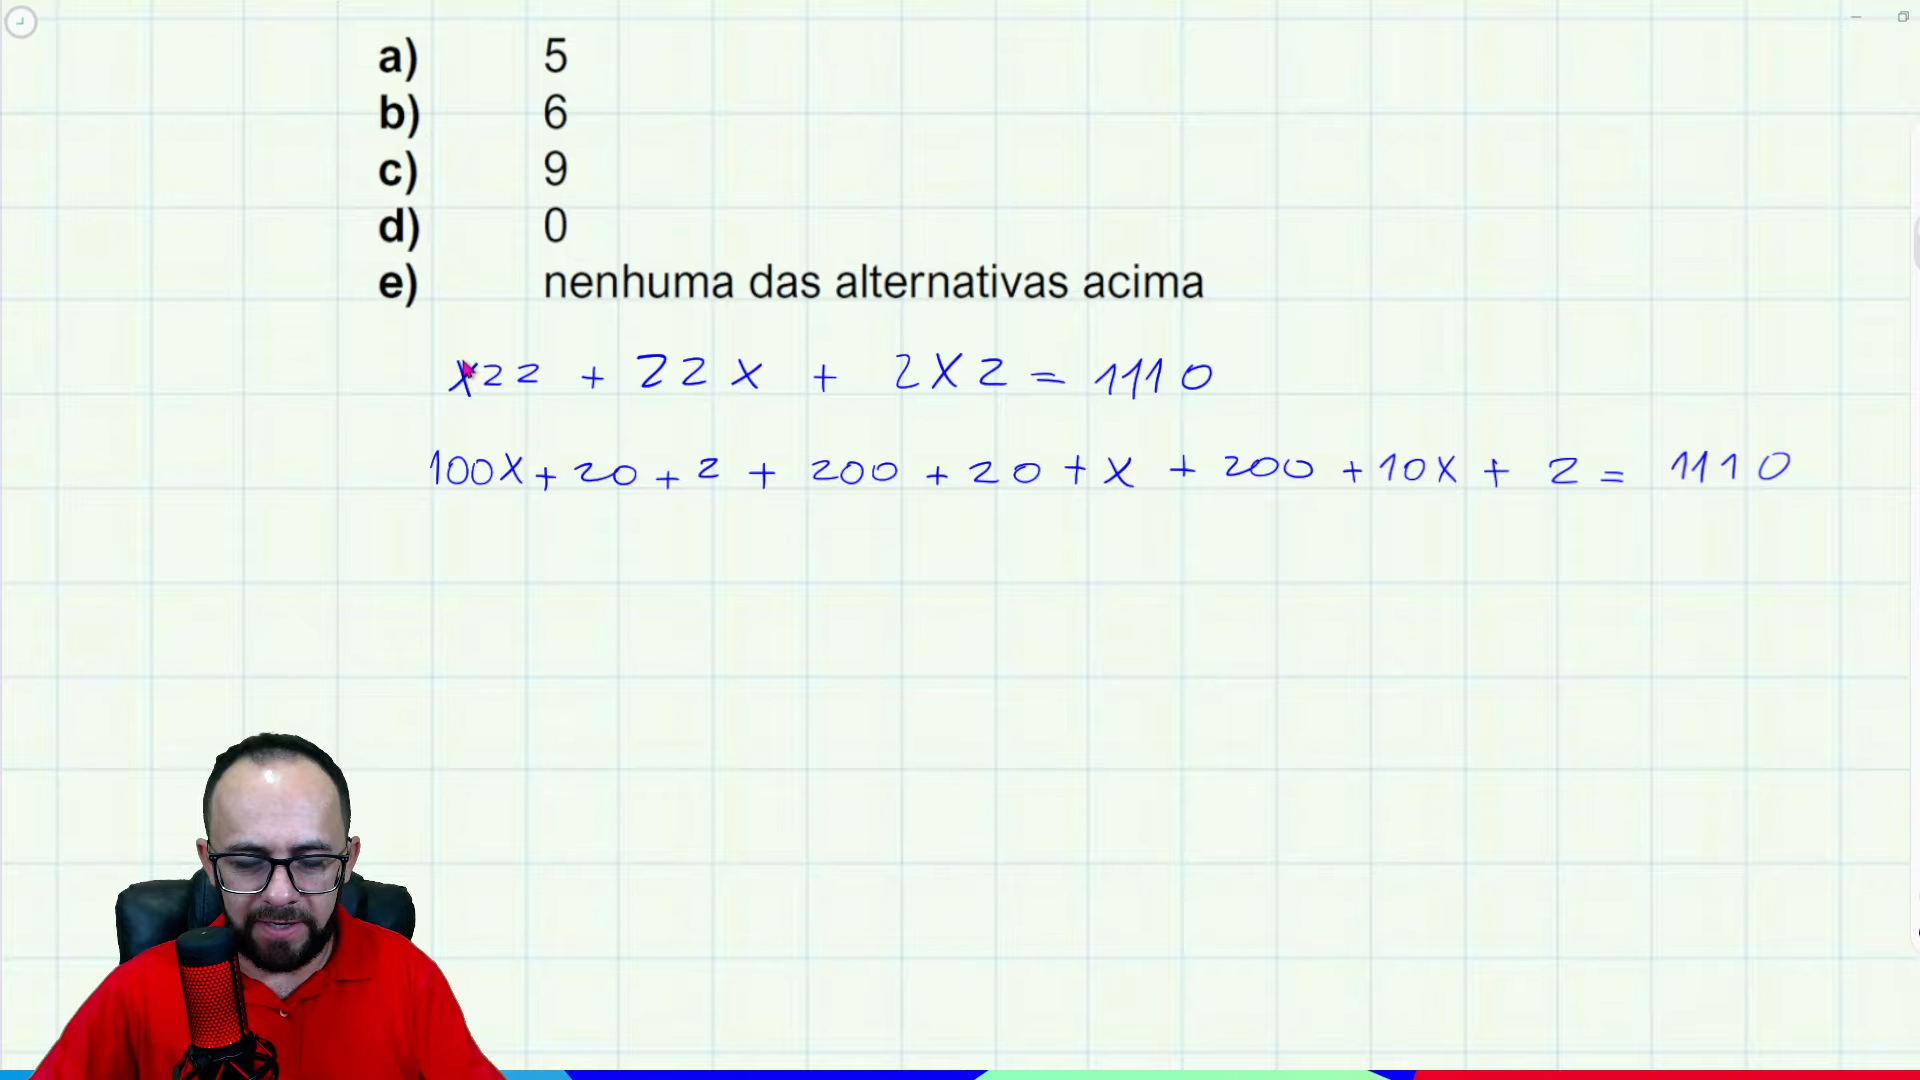 a) 5
b) 6
c) 9
d) 0
e) nenhuma das alternativas acima
X22 + 22X + 2X2 = 1110
100X + 20 + 2 + 200 + 20 + X + 200 + 10X + 2 = 1110